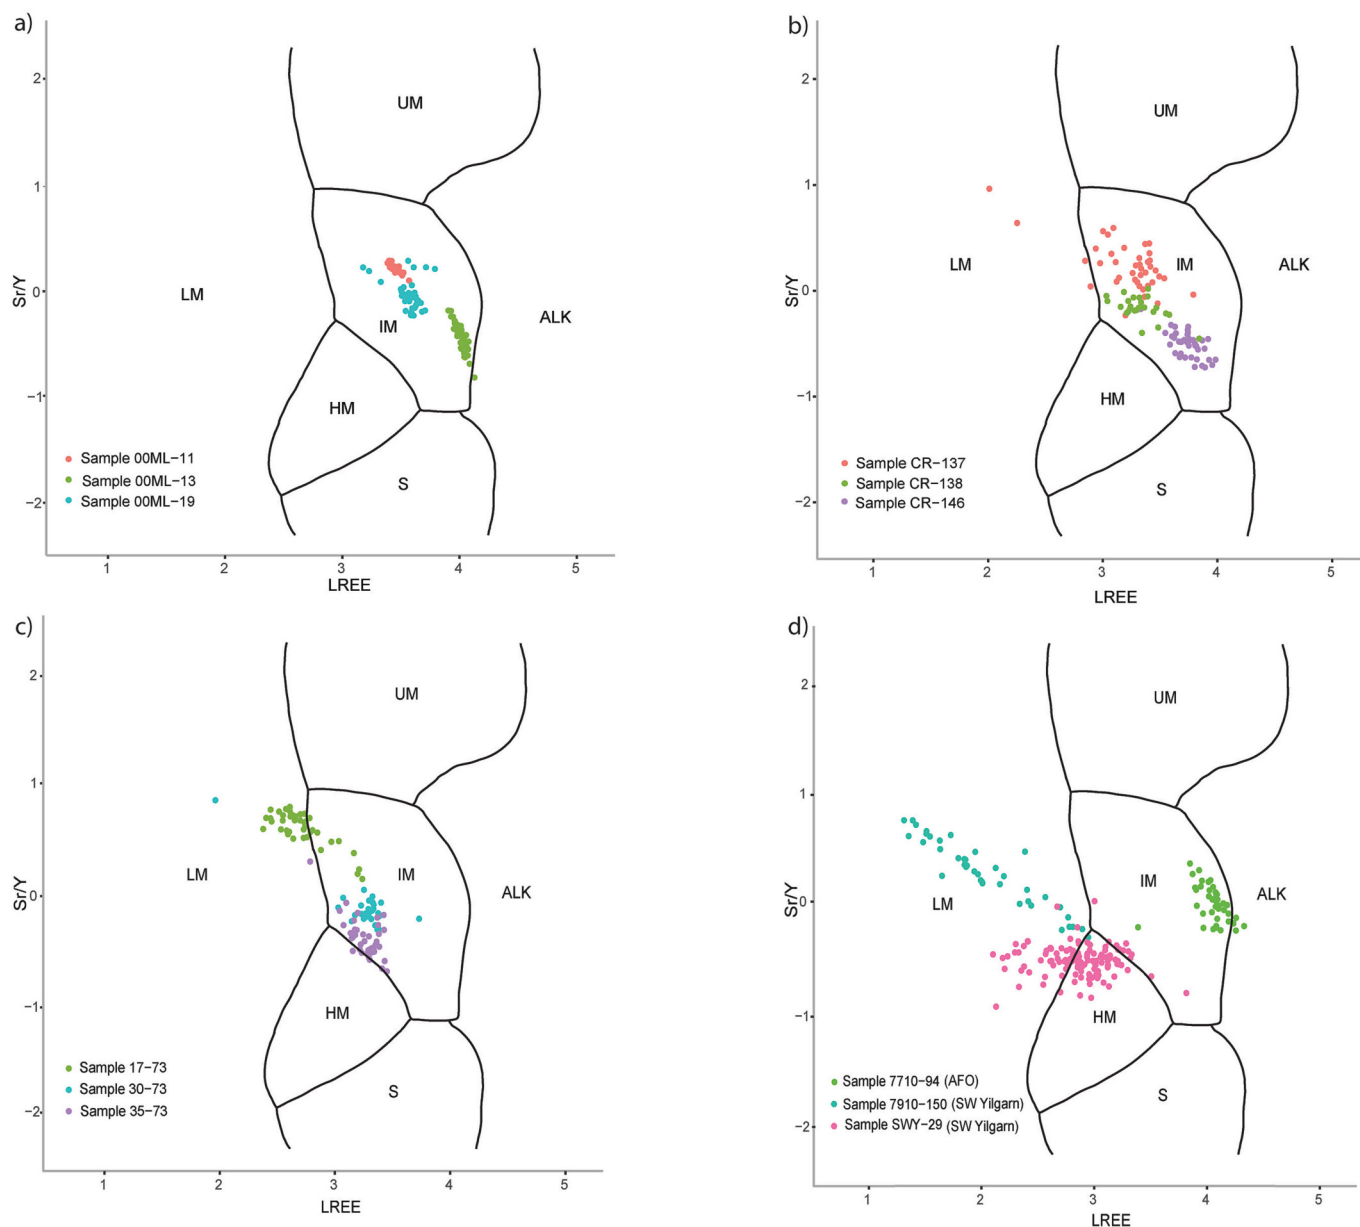 a)
2
1
0
−1
−2
Sr/Y
UM
LM
IM
ALK
HM
S
Sample 00ML−11
Sample 00ML−13
Sample 00ML−19
1 2 3 4 5
LREE
b)
2
1
0
−1
−2
Sr/Y
UM
LM
IM
ALK
HM
S
Sample CR−137
Sample CR−138
Sample CR−146
1 2 3 4 5
LREE
c)
2
1
0
−1
−2
Sr/Y
UM
LM
IM
ALK
HM
S
Sample 17−73
Sample 30−73
Sample 35−73
1 2 3 4 5
LREE
d)
2
1
0
−1
−2
Sr/Y
UM
IM
LM
ALK
HM
S
Sample 7710−94 (AFO)
Sample 7910−150 (SW Yilgarn)
Sample SWY−29 (SW Yilgarn)
1 2 3 4 5
LREE